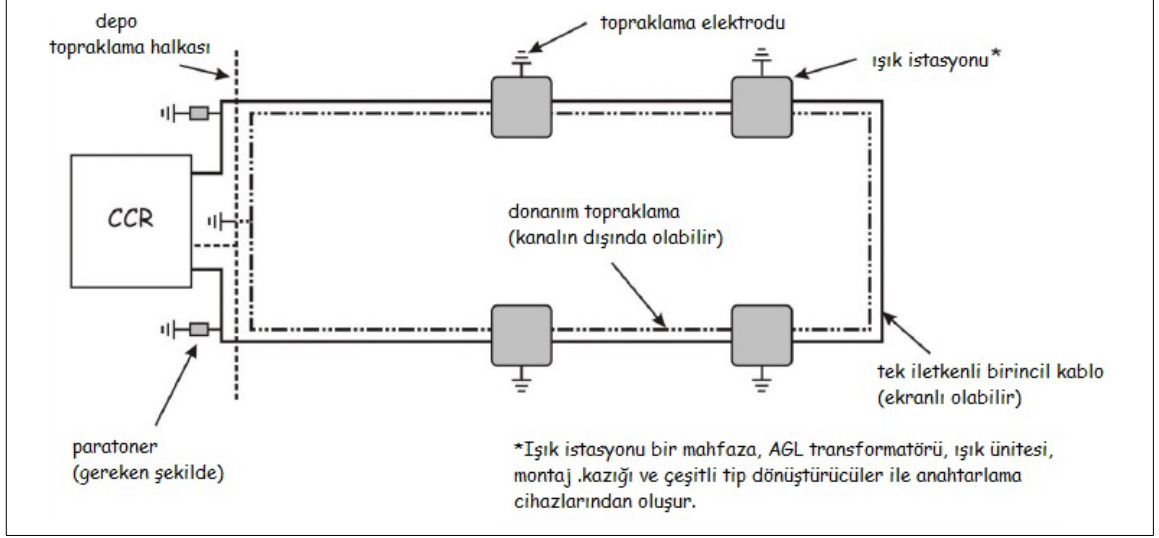 depo
topraklama halkası
topraklama elektrodu
ışık istasyonu*
CCR
donanım topraklama
(kanalın dışında olabilir)
tek iletkenli birincil kablo
(ekranlı olabilir)
paratoner
(gereken şekilde)
*Işık istasyonu bir mahfaza, AGL transformatörü, ışık ünitesi,
montaj .kazığı ve çeşitli tip dönüştürücüler ile anahtarlama
cihazlarından oluşur.